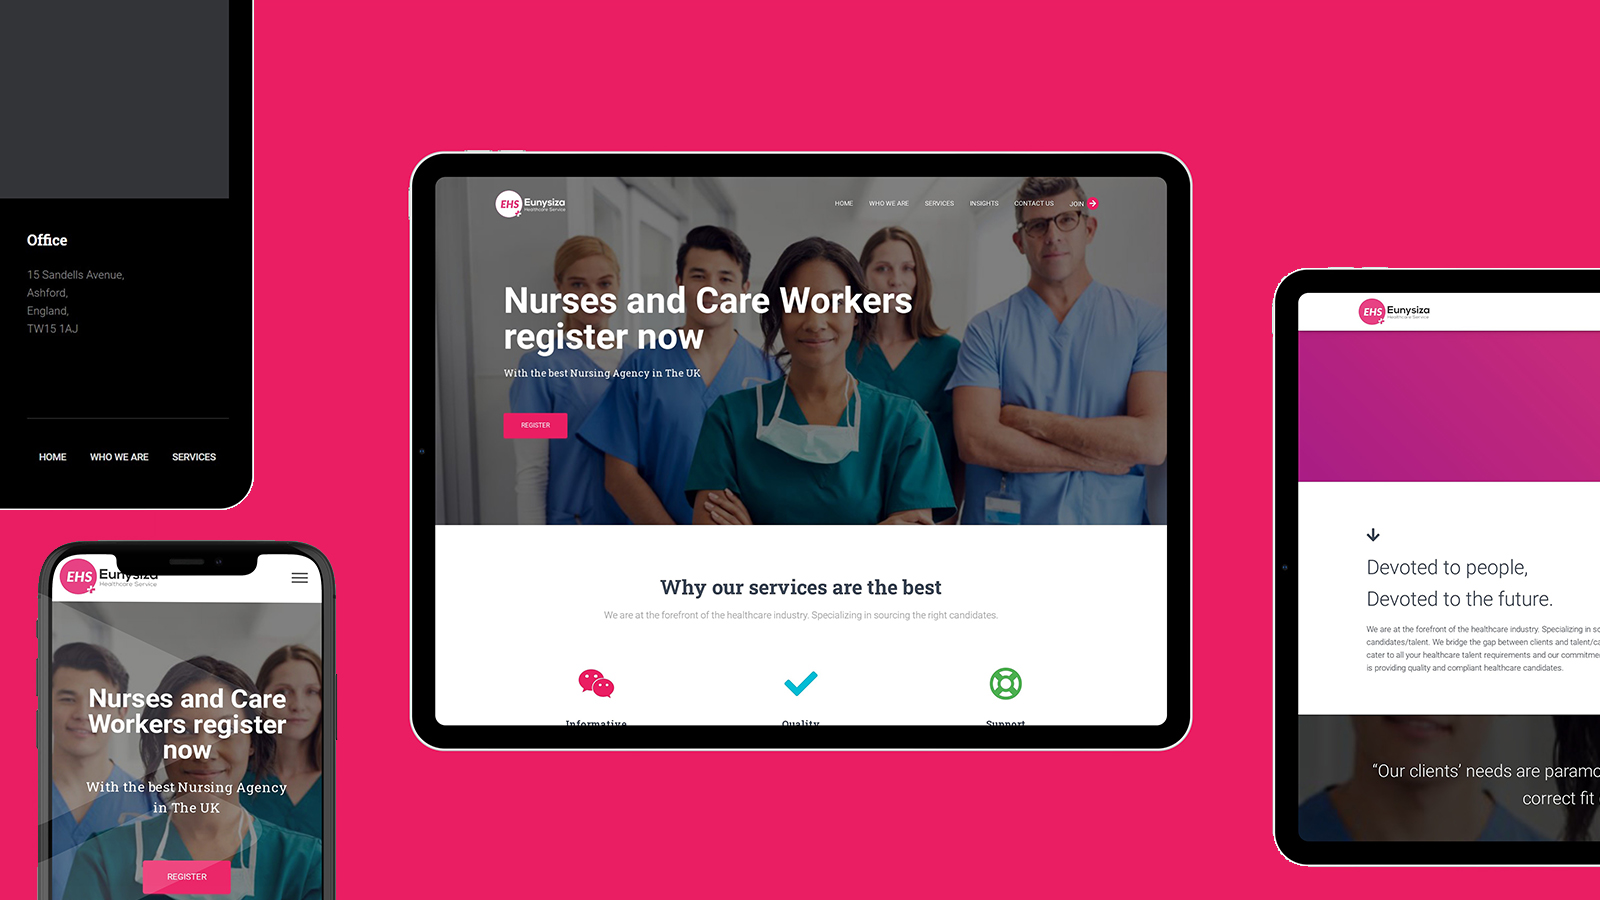 Office
15 Sandells Avenue,
Ashford,
England,
TW15 1AJ
HOME WHO WE ARE SERVICES
EHS Eunysiza
Healthcare Service
Nurses and Care
Workers register
now
With the best Nursing Agency
in The UK
REGISTER
EHS Eunysiza
Healthcare Service
HOME WHO WE ARE SERVICES INSIGHTS CONTACT US JOIN
Nurses and Care Workers
register now
With the best Nursing Agency in The UK
REGISTER
Why our services are the best
We are at the forefront of the healthcare industry. Specializing in sourcing the right candidates.
Informative Quality Support
EHS Eunysiza
Healthcare Service
Devoted to people,
Devoted to the future.
We are at the forefront of the healthcare industry. Specializing in so
candidates/talent. We bridge the gap between clients and talent/ca
cater to all your healthcare talent requirements and our commitme
is providing quality and compliant healthcare candidates.
“Our clients’ needs are paramo
correct fit